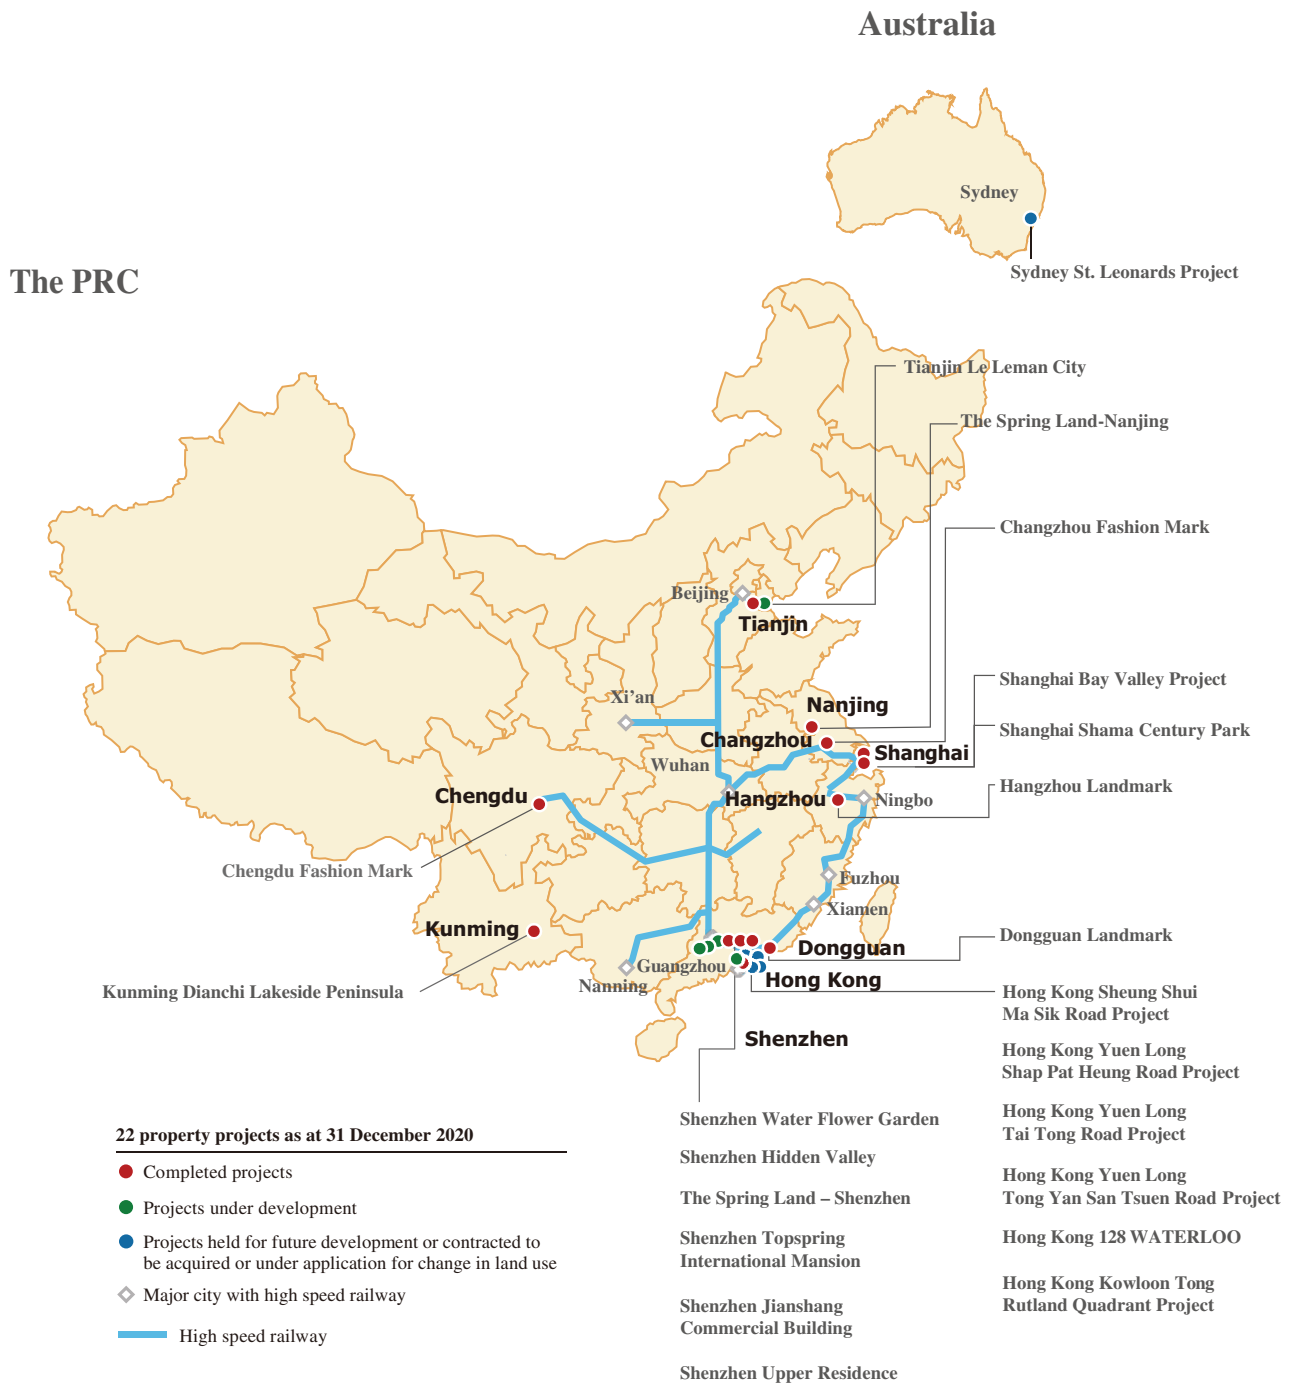 Australia
Sydney
Sydney St. Leonards Project
The PRC
Tianjin Le Leman City
The Spring Land-Nanjing
Changzhou Fashion Mark
Beijing
Tianjin
Shanghai Bay Valley Project
Xi’an
Nanjing
Shanghai Shama Century Park
Changzhou
Shanghai
Wuhan
Hangzhou Landmark
Chengdu
Hangzhou
Ningbo
Chengdu Fashion Mark
Fuzhou
Xiamen
Kunming
Dongguan Landmark
Dongguan
Guangzhou
Hong Kong
Nanning
Kunming Dianchi Lakeside Peninsula
Shenzhen
Hong Kong Sheung Shui
Ma Sik Road Project
Hong Kong Yuen Long
Shap Pat Heung Road Project
Hong Kong Yuen Long
Tai Tong Road Project
Hong Kong Yuen Long
Tong Yan San Tsuen Road Project
Hong Kong 128 WATERLOO
Hong Kong Kowloon Tong
Rutland Quadrant Project
Shenzhen Water Flower Garden
Shenzhen Hidden Valley
The Spring Land – Shenzhen
Shenzhen Topspring
International Mansion
Shenzhen Jianshang
Commercial Building
Shenzhen Upper Residence
22 property projects as at 31 December 2020
Completed projects
Projects under development
Projects held for future development or contracted to
be acquired or under application for change in land use
Major city with high speed railway
High speed railway